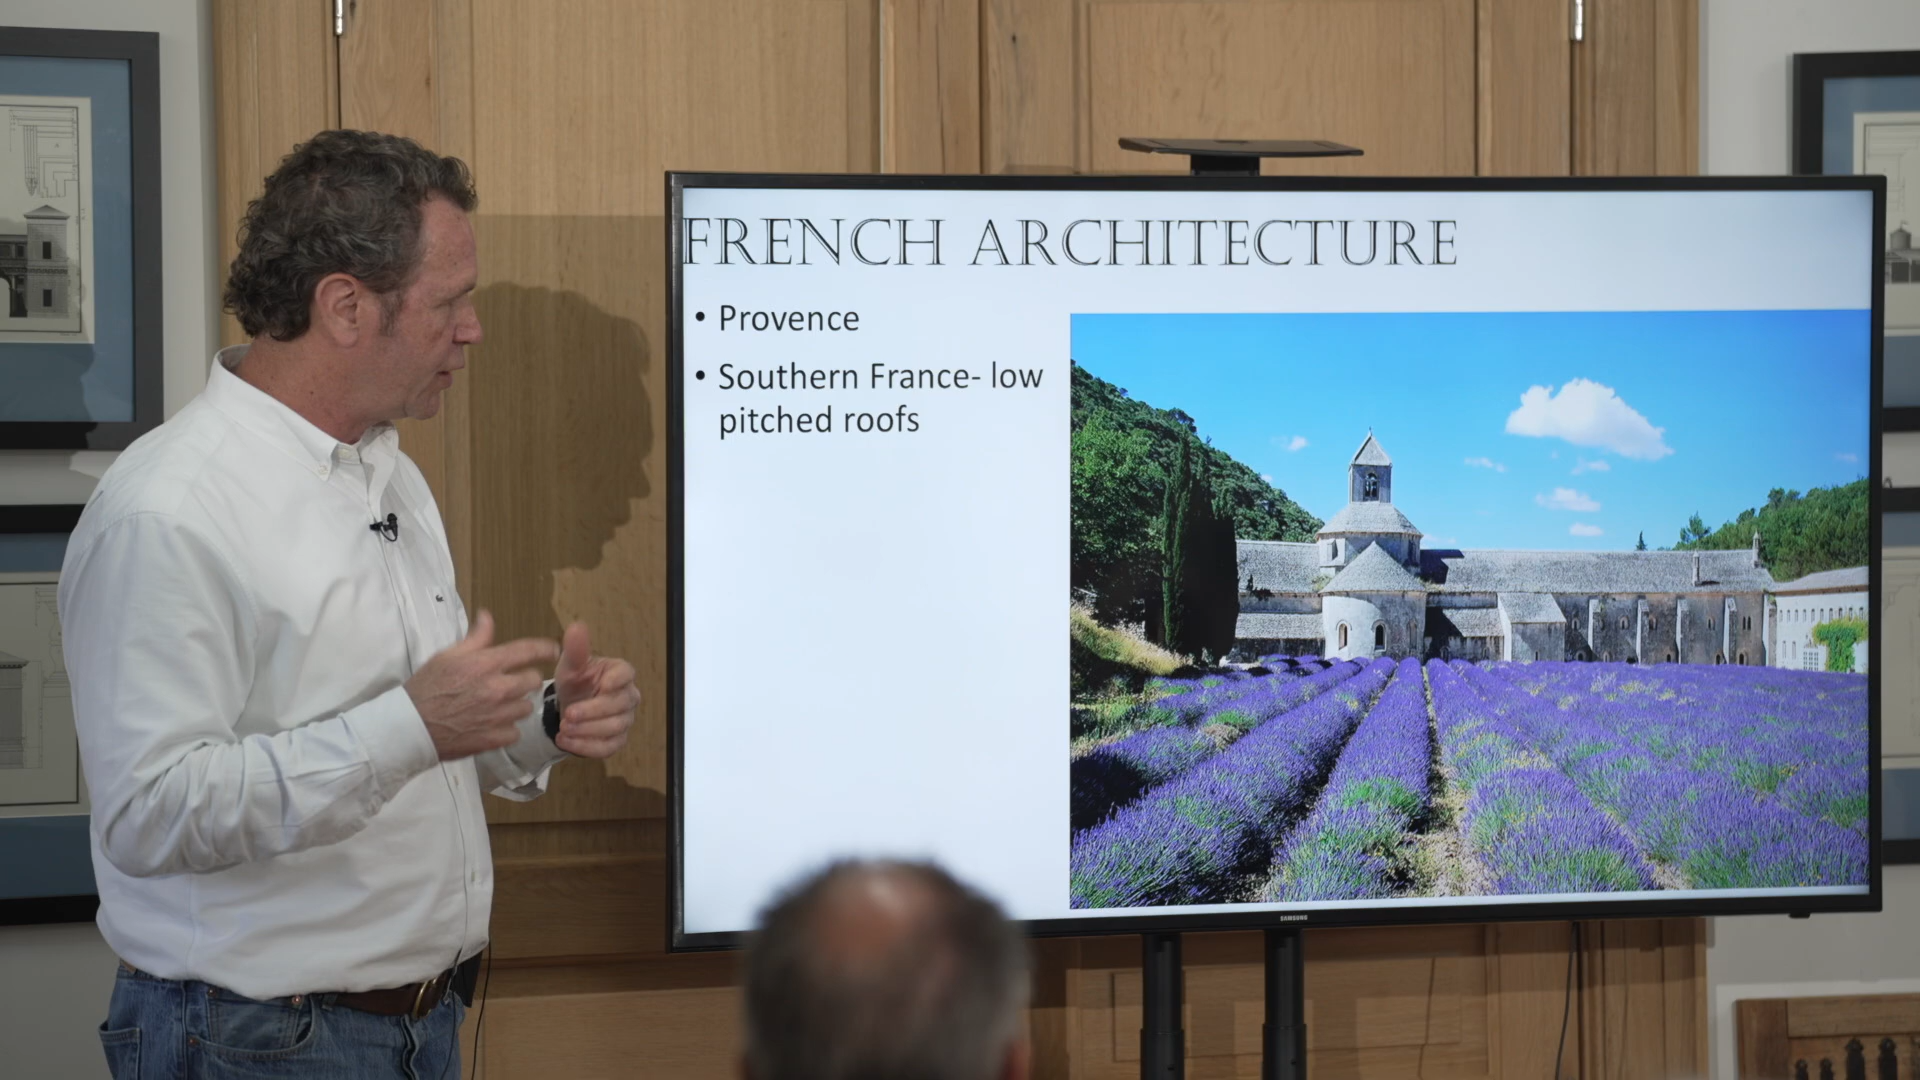 FRENCH ARCHITECTURE
• Provence
• Southern France- low
pitched roofs
SAMSUNG